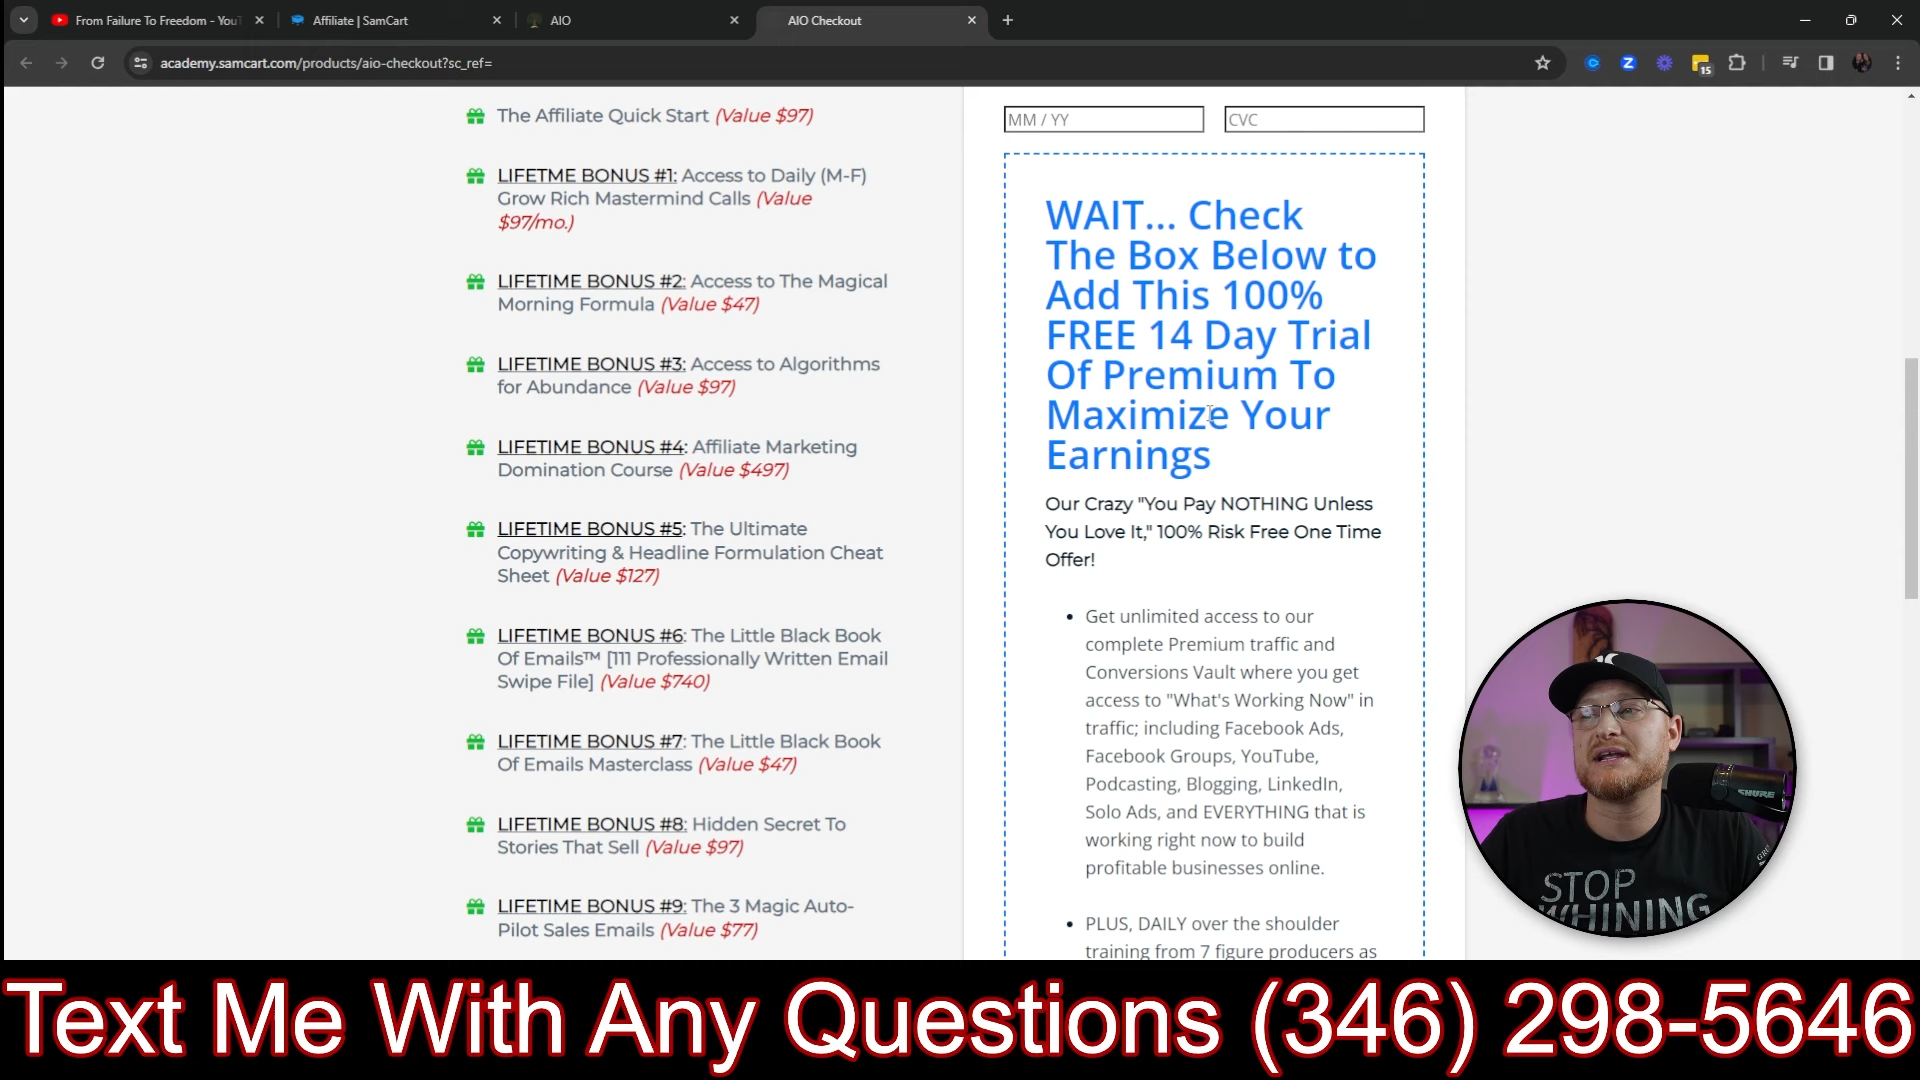 From Failure To Freedom - YouT
Affiliate | SamCart
AIO
AIO Checkout
academy.samcart.com/products/aio-checkout?sc_ref=
15
The Affiliate Quick Start (Value $97)
LIFETME BONUS #1: Access to Daily (M-F)
Grow Rich Mastermind Calls (Value
$97/mo.)
LIFETIME BONUS #2: Access to The Magical
Morning Formula (Value $47)
LIFETIME BONUS #3: Access to Algorithms
for Abundance (Value $97)
LIFETIME BONUS #4: Affiliate Marketing
Domination Course (Value $497)
LIFETIME BONUS #5: The Ultimate
Copywriting & Headline Formulation Cheat
Sheet (Value $127)
LIFETIME BONUS #6: The Little Black Book
Of Emails™ [111 Professionally Written Email
Swipe File] (Value $740)
LIFETIME BONUS #7: The Little Black Book
Of Emails Masterclass (Value $47)
LIFETIME BONUS #8: Hidden Secret To
Stories That Sell (Value $97)
LIFETIME BONUS #9: The 3 Magic Auto-
Pilot Sales Emails (Value $77)
MM / YY
CVC
WAIT... Check
The Box Below to
Add This 100%
FREE 14 Day Trial
Of Premium To
Maximize Your
Earnings
Our Crazy "You Pay NOTHING Unless
You Love It," 100% Risk Free One Time
Offer!
• Get unlimited access to our
complete Premium traffic and
Conversions Vault where you get
access to "What's Working Now" in
traffic; including Facebook Ads,
Facebook Groups, YouTube,
Podcasting, Blogging, LinkedIn,
Solo Ads, and EVERYTHING that is
working right now to build
profitable businesses online.
• PLUS, DAILY over the shoulder
training from 7 figure producers as
SHURE
STOP
WHINING
Text Me With Any Questions (346) 298-5646